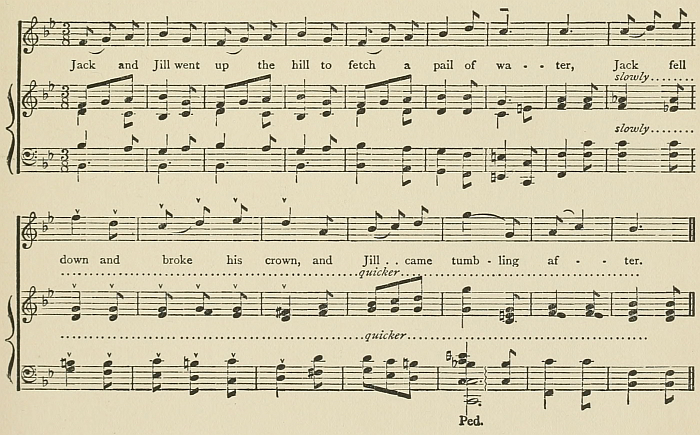 Jack and Jill went up the hill to fetch a pail of wa - - ter, Jack fell
slowly........
slowly........
down and broke his crown, and Jill . . came tumb - ling af - - ter.
quicker
quicker
Ped.